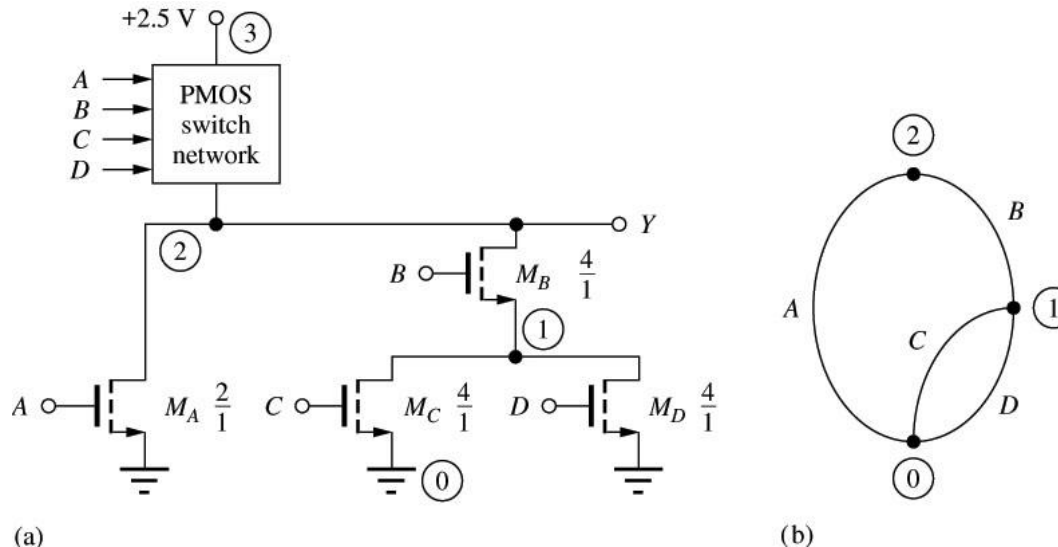 +2.5 V
3
A
B
C
D
PMOS
switch
network
2
Y
B
M_B 4/1
1
A
M_A 2/1
C
M_C 4/1
D
M_D 4/1
0
(a)
2
B
A
1
C
D
0
(b)